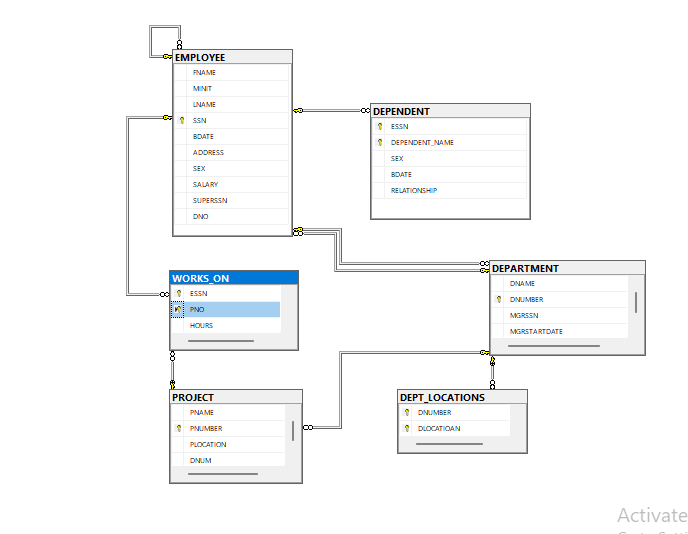 EMPLOYEE
FNAME
MINIT
LNAME
SSN
BDATE
ADDRESS
SEX
SALARY
SUPERSSN
DNO
DEPENDENT
ESSN
DEPENDENT_NAME
SEX
BDATE
RELATIONSHIP
DEPARTMENT
DNAME
DNUMBER
MGRSSN
MGRSTARTDATE
WORKS_ON
ESSN
PNO
HOURS
PROJECT
PNAME
PNUMBER
PLOCATION
DNUM
DEPT_LOCATIONS
DNUMBER
DLOCATIOAN
Activate